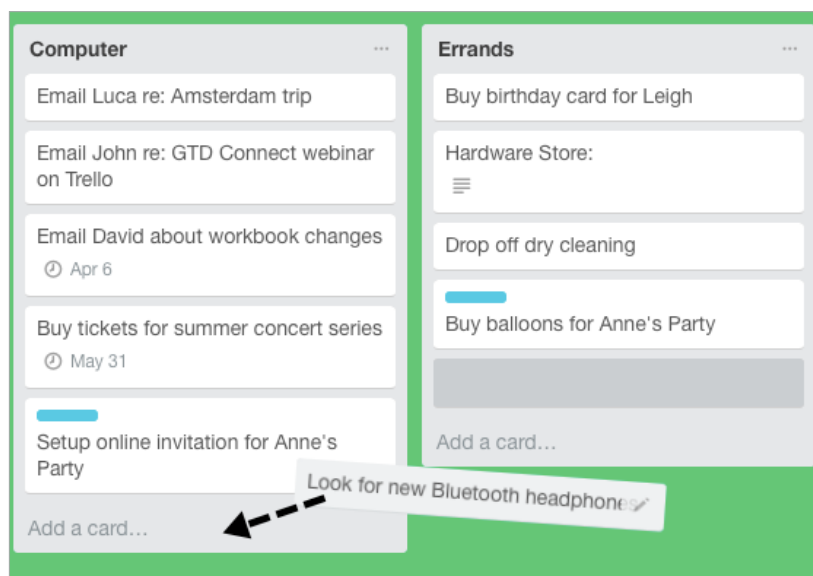 Computer
Email Luca re: Amsterdam trip
Email John re: GTD Connect webinar
on Trello
Email David about workbook changes
Apr 6
Buy tickets for summer concert series
May 31
Setup online invitation for Anne's
Party
Add a card...
Errands
Buy birthday card for Leigh
Hardware Store:
Drop off dry cleaning
Buy balloons for Anne's Party
Add a card...
Look for new Bluetooth headphones